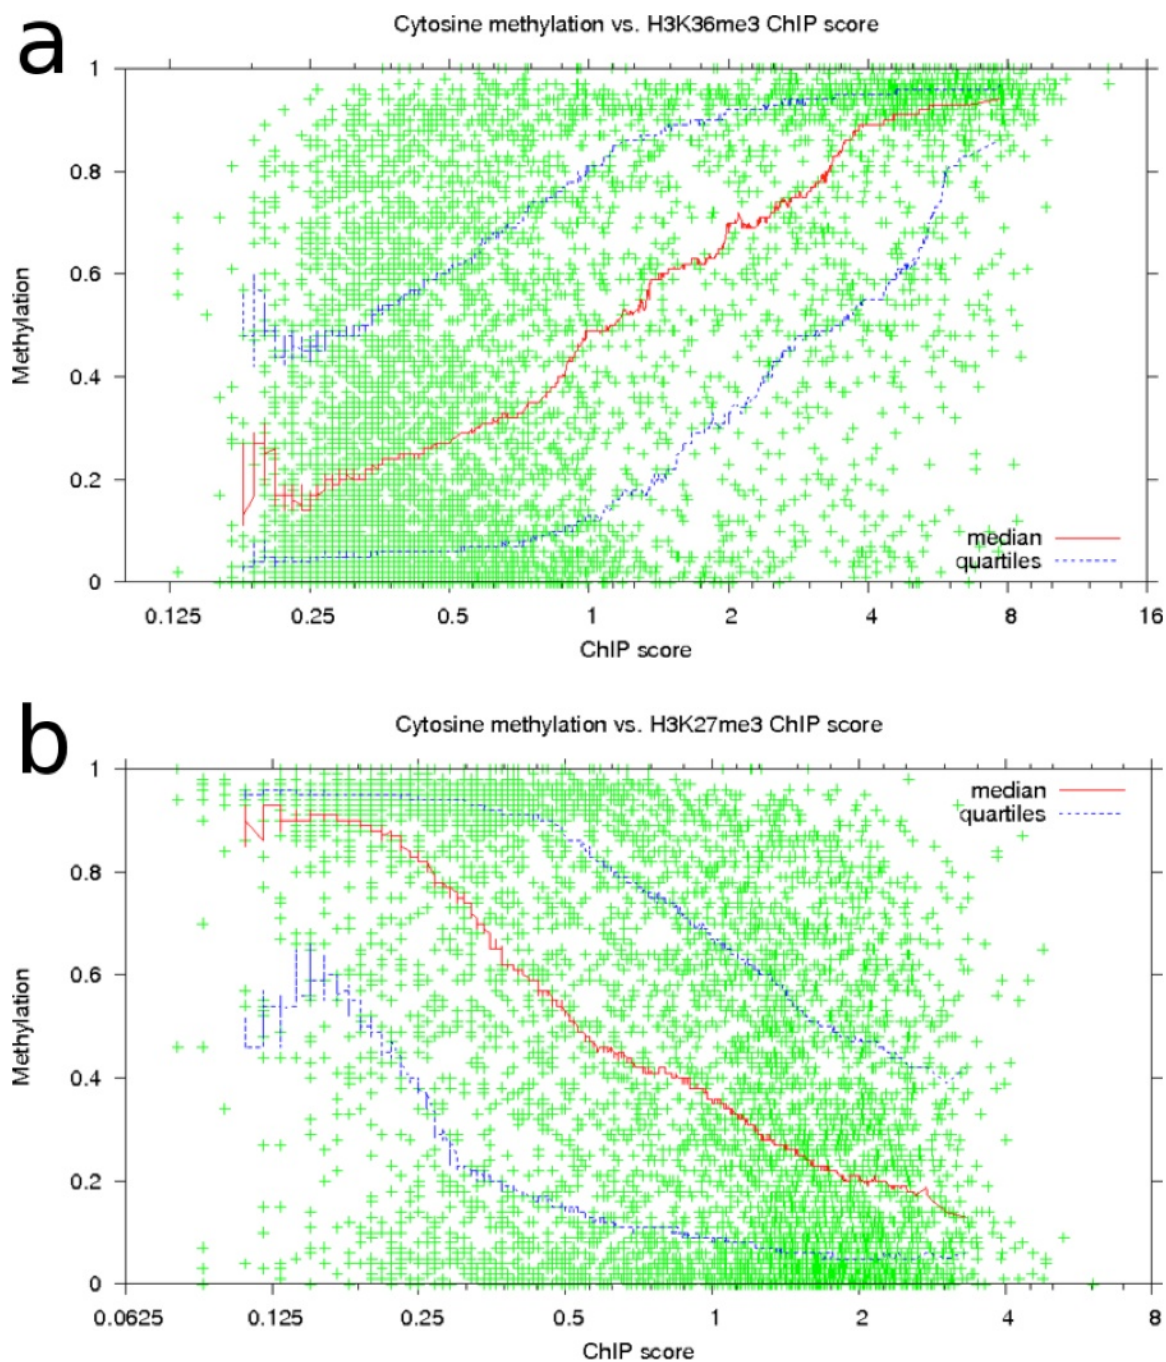 a
Cytosine methylation vs. H3K36me3 ChIP score
1
0.8
0.6
0.4
0.2
0
Methylation
median
quartiles
0.125 0.25 0.5 1 2 4 8 16
ChIP score
b
Cytosine methylation vs. H3K27me3 ChIP score
1
0.8
0.6
0.4
0.2
0
Methylation
median
quartiles
0.0625 0.125 0.25 0.5 1 2 4 8
ChIP score